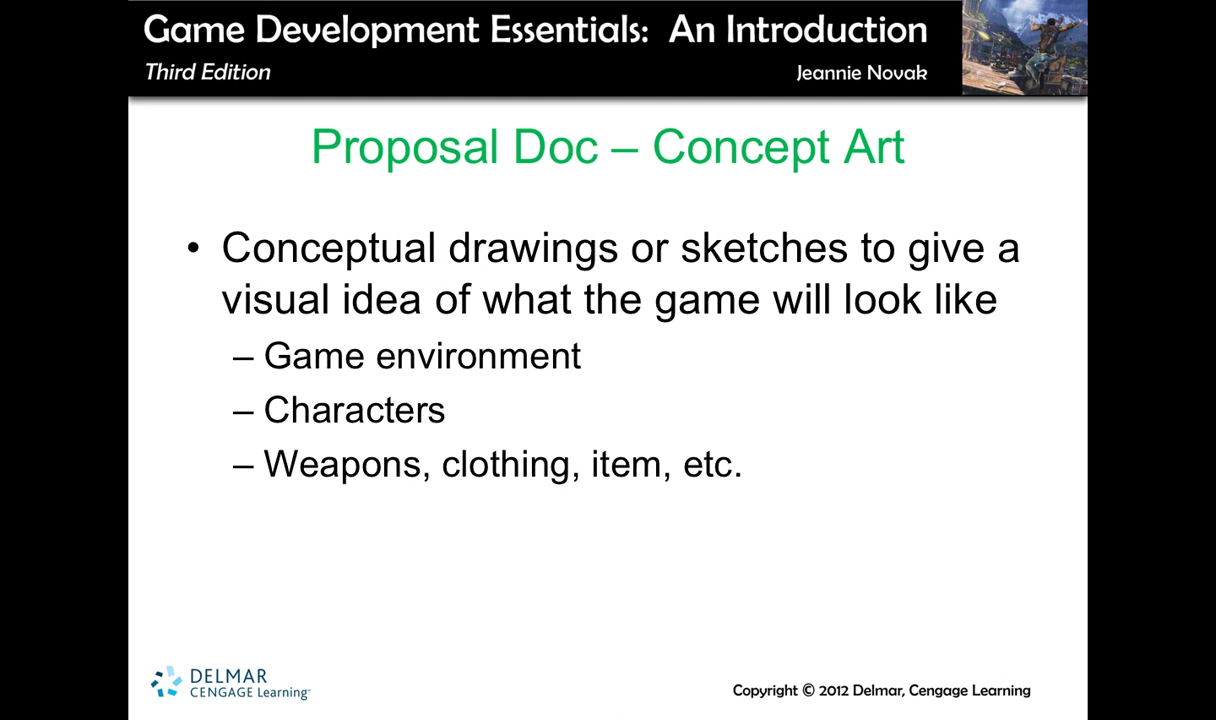 Game Development Essentials: An Introduction
Third Edition
Jeannie Novak
Proposal Doc – Concept Art
• Conceptual drawings or sketches to give a
visual idea of what the game will look like
– Game environment
– Characters
– Weapons, clothing, item, etc.
DELMAR
CENGAGE Learning™
Copyright © 2012 Delmar, Cengage Learning